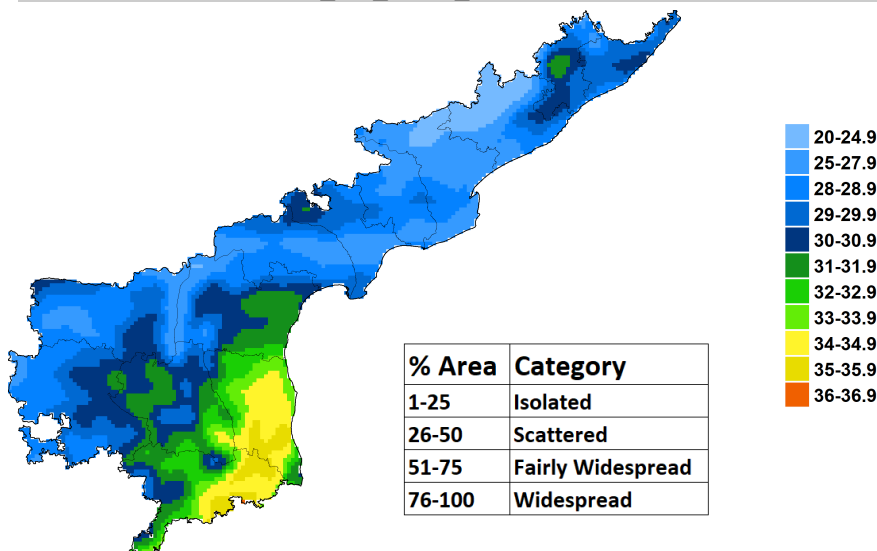 20-24.9
25-27.9
28-28.9
29-29.9
30-30.9
31-31.9
32-32.9
33-33.9
34-34.9
35-35.9
36-36.9
% Area Category
1-25 Isolated
26-50 Scattered
51-75 Fairly Widespread
76-100 Widespread